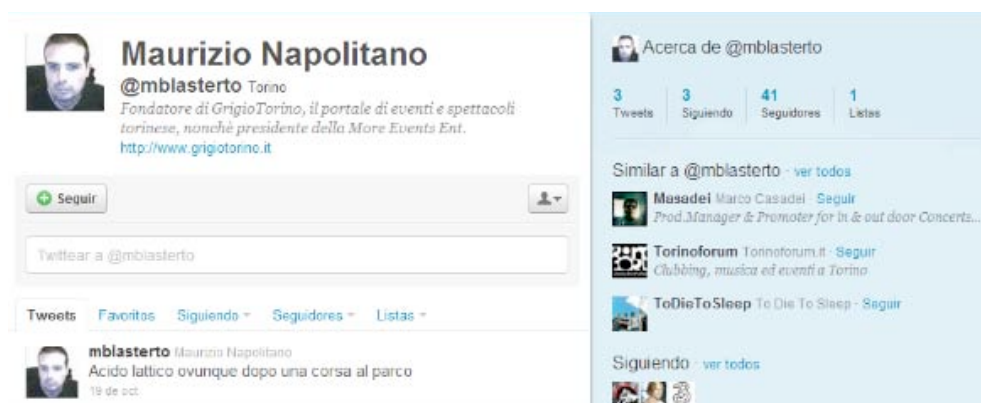 Maurizio Napolitano
@mblasterto Torino
Fondatore di GrigioTorino, il portale di eventi e spettacoli
torinese, nonchè presidente della More Events Ent.
http://www.grigiotorino.it
Seguir
Twittear a @mblasterto
Tweets Favoritos Siguiendo Seguidores Listas
mblasterto Maurizio Napolitano
Acido lattico ovunque dopo una corsa al parco
19 de oct
Acerca de @mblasterto
3 3 41 1
Tweets Siguiendo Seguidores Listas
Similar a @mblasterto · ver todos
Masadei Marco Casadei · Seguir
Prod.Manager & Promoter for in & out door Concerts...
Torinoforum Torinoforum.it · Seguir
Clubbing, musica ed eventi a Torino
ToDieToSleep To Die To Sleep · Seguir
Siguiendo · ver todos